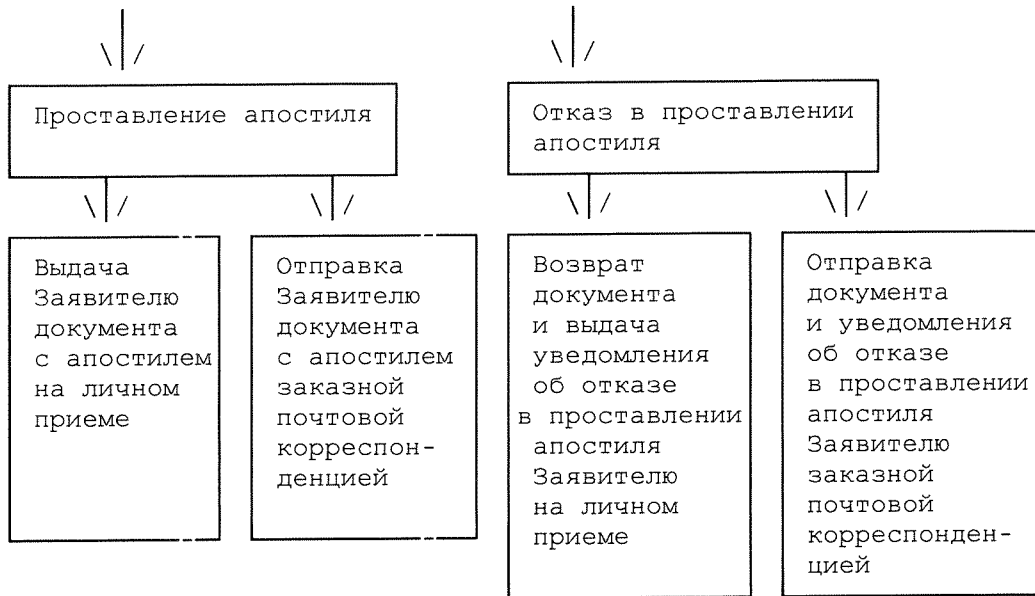 Проставление апостиля
Отказ в проставлении
апостиля
Выдача
Заявителю
документа
с апостилем
на личном
приеме
Отправка
Заявителю
документа
с апостилем
заказной
почтовой
корреспон-
денцией
Возврат
документа
и выдача
уведомления
об отказе
в проставлении
апостиля
Заявителю
на личном
приеме
Отправка
документа
и уведомления
об отказе
в проставлении
апостиля
Заявителю
заказной
почтовой
корреспонден-
цией